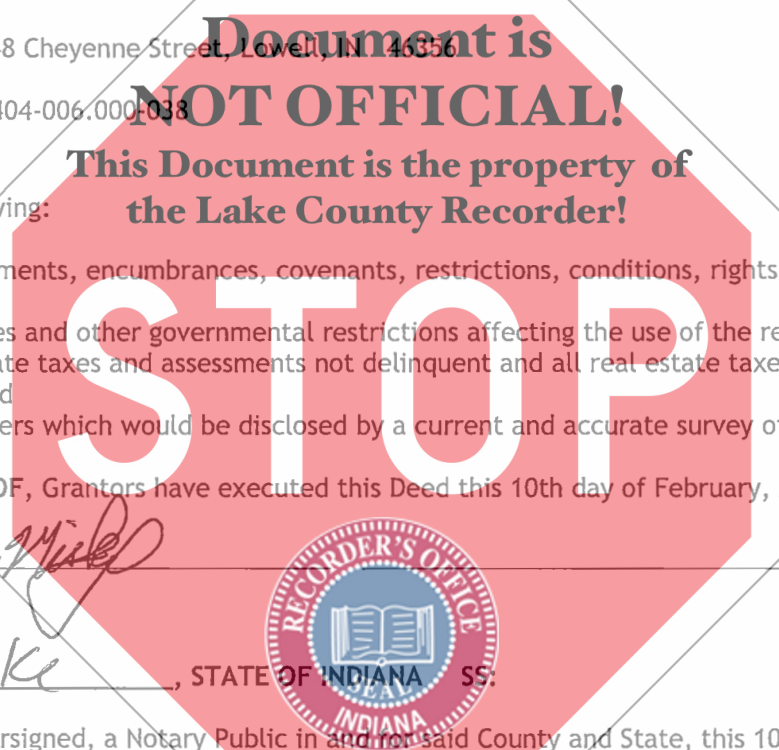 Document is
8 Cheyenne Street, Lowell, IN 46356
NOT OFFICIAL!
404-006.000-038
This Document is the property of
the Lake County Recorder!
ving:
ments, encumbrances, covenants, restrictions, conditions, rights
STOP
es and other governmental restrictions affecting the use of the re
ate taxes and assessments not delinquent and all real estate taxe
d
ers which would be disclosed by a current and accurate survey of
OF, Grantors have executed this Deed this 10th day of February,
RECORDER'S OFFICE
SEAL
INDIANA
, STATE OF INDIANA SS:
rsigned, a Notary Public in and for said County and State, this 10